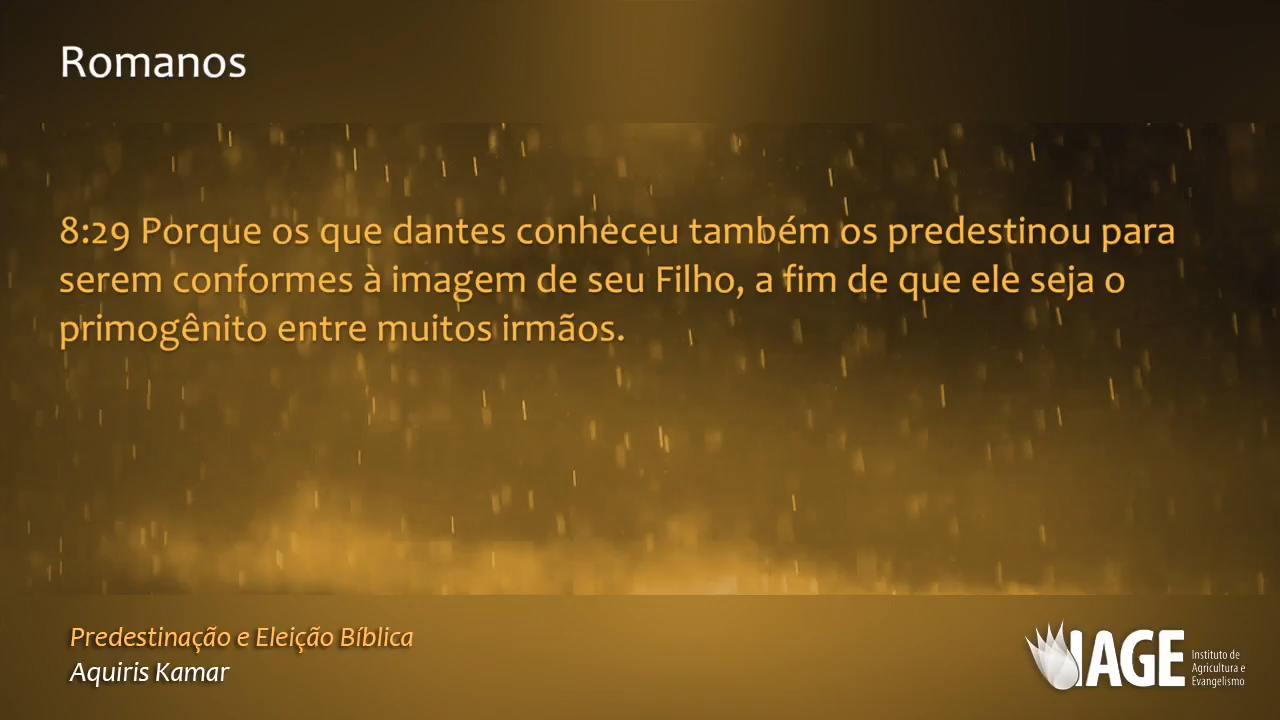 Romanos
8:29 Porque os que dantes conheceu também os predestinou para
serem conformes à imagem de seu Filho, a fim de que ele seja o
primogênito entre muitos irmãos.
Predestinação e Eleição Bíblica
Aquiris Kamar
IAGE
Instituto de
Agricultura e
Evangelismo